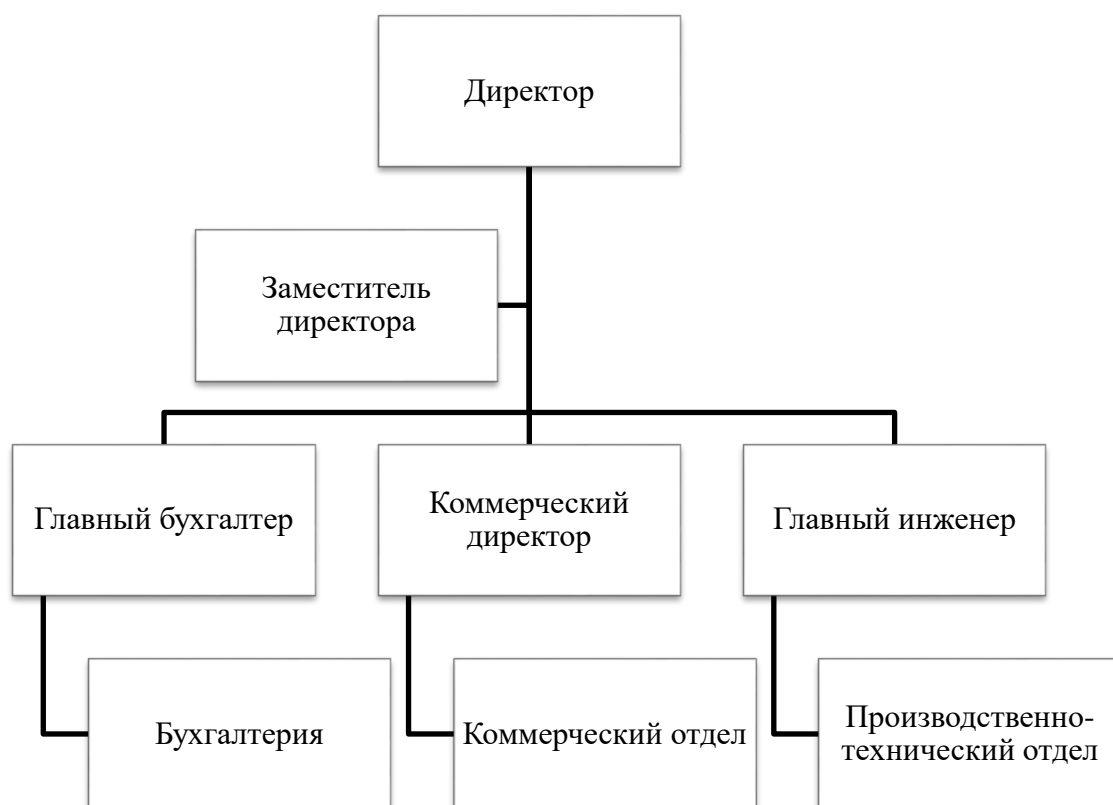 Директор
Заместитель
директора
Главный бухгалтер
Коммерческий
директор
Главный инженер
Бухгалтерия
Коммерческий отдел
Производственно-
технический отдел